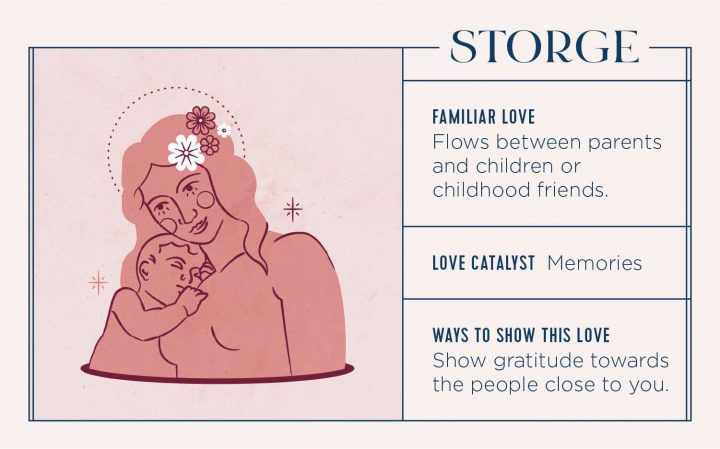 STORGE
FAMILIAR LOVE
Flows between parents
and children or
childhood friends.
LOVE CATALYST Memories
WAYS TO SHOW THIS LOVE
Show gratitude towards
the people close to you.